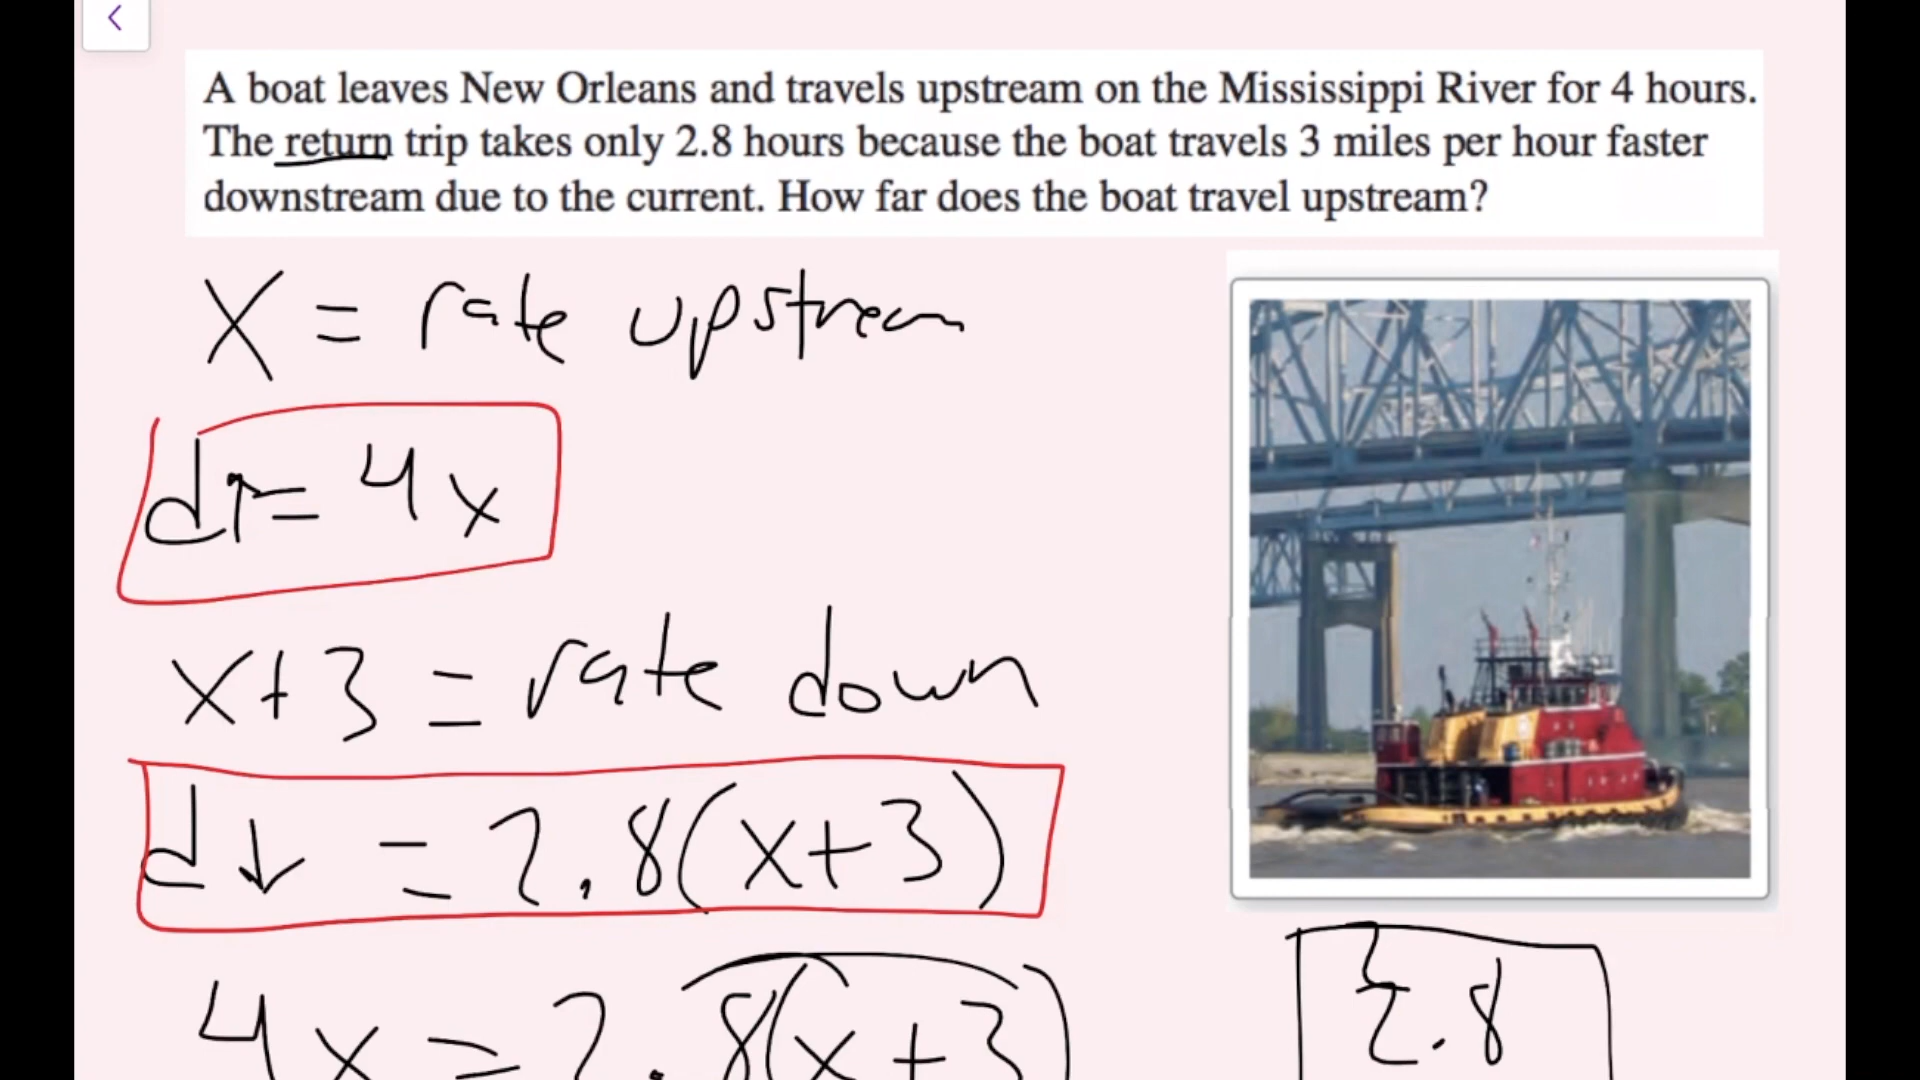 A boat leaves New Orleans and travels upstream on the Mississippi River for 4 hours.
The return trip takes only 2.8 hours because the boat travels 3 miles per hour faster
downstream due to the current. How far does the boat travel upstream?
X = rate upstream
d↑= 4x
x+3 = rate down
d↓ = 2.8(x+3)
4x = 2.8(x+3)
2.8